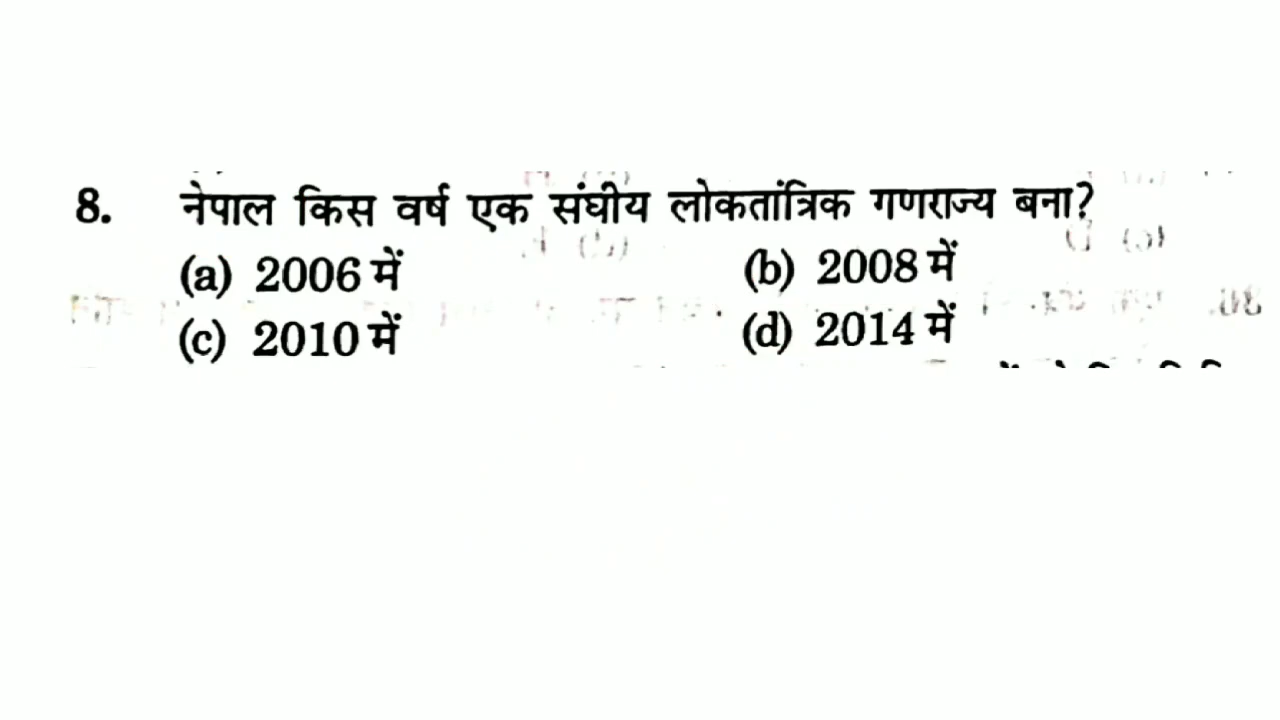 8. नेपाल किस वर्ष एक संघीय लोकतांत्रिक गणराज्य बना?
(a) 2006 में (b) 2008 में
(c) 2010 में (d) 2014 में